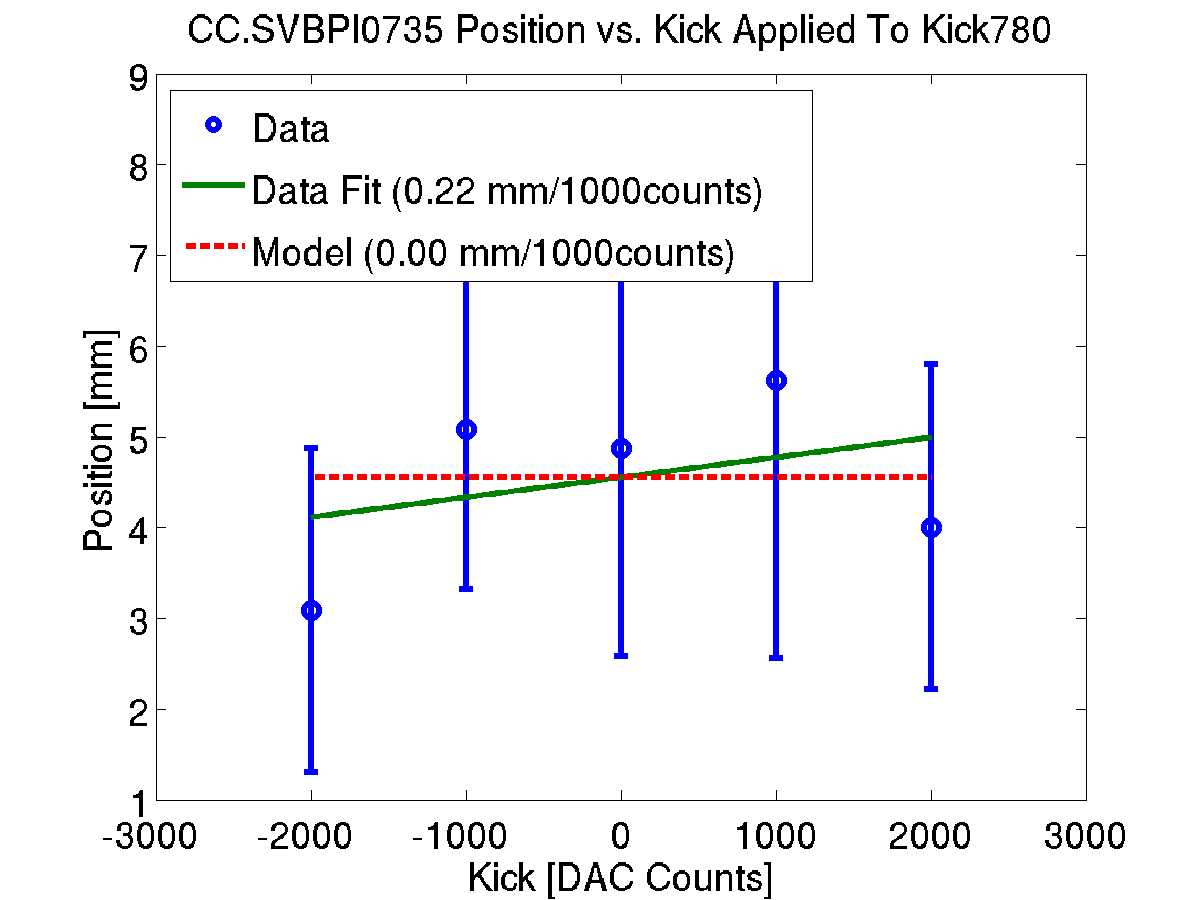 CC.SVBPI0735 Position vs. Kick Applied To Kick780
9
8
7
6
5
4
3
2
1
Position [mm]
Data
Data Fit (0.22 mm/1000counts)
Model (0.00 mm/1000counts)
-3000 -2000 -1000 0 1000 2000 3000
Kick [DAC Counts]